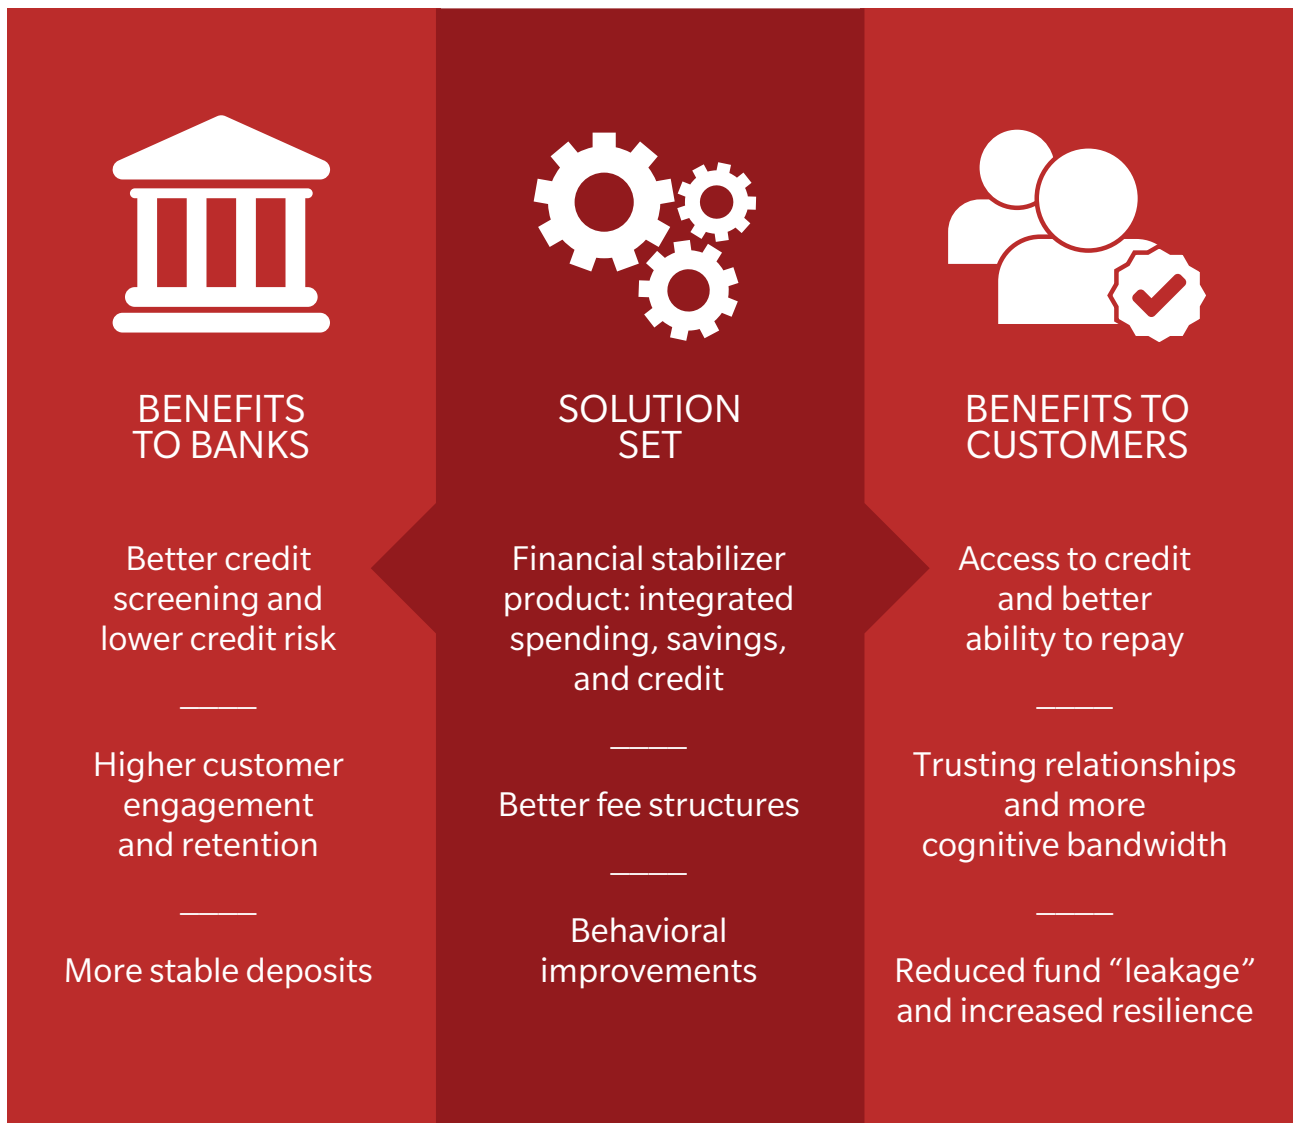 BENEFITS
TO BANKS
Better credit
screening and
lower credit risk
Higher customer
engagement
and retention
More stable deposits
SOLUTION
SET
Financial stabilizer
product: integrated
spending, savings,
and credit
Better fee structures
Behavioral
improvements
BENEFITS TO
CUSTOMERS
Access to credit
and better
ability to repay
Trusting relationships
and more
cognitive bandwidth
Reduced fund “leakage”
and increased resilience